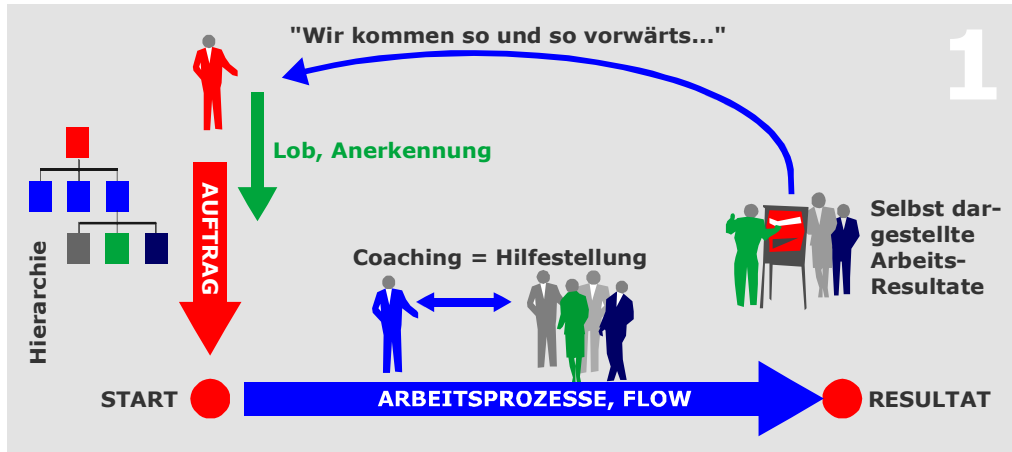 "Wir kommen so und so vorwärts..."
1
Lob, Anerkennung
AUFTRAG
Hierarchie
Coaching = Hilfestellung
Selbst dar-
gestellte
Arbeits-
Resultate
START
ARBEITSPROZESSE, FLOW
RESULTAT